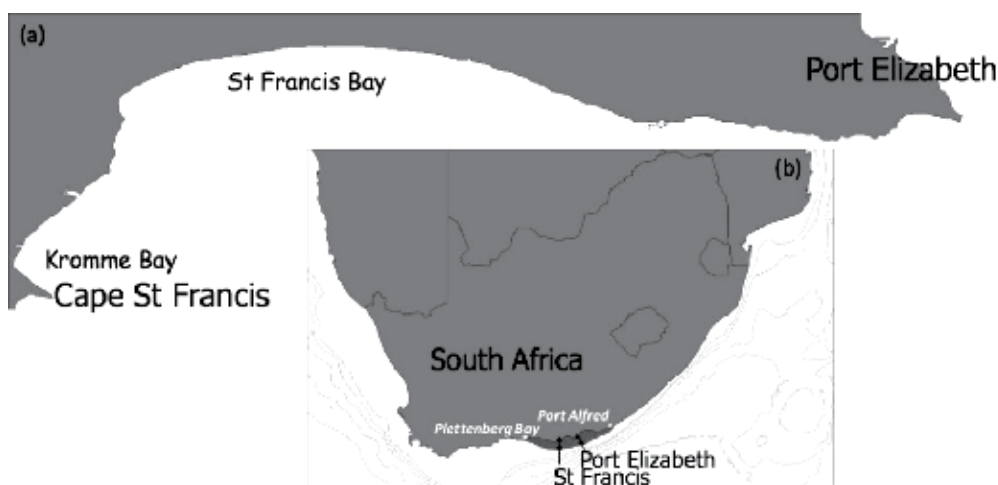 (a)
Port Elizabeth
St Francis Bay
(b)
Kromme Bay
Cape St Francis
South Africa
Port Alfred
Plettenberg Bay
Port Elizabeth
St Francis